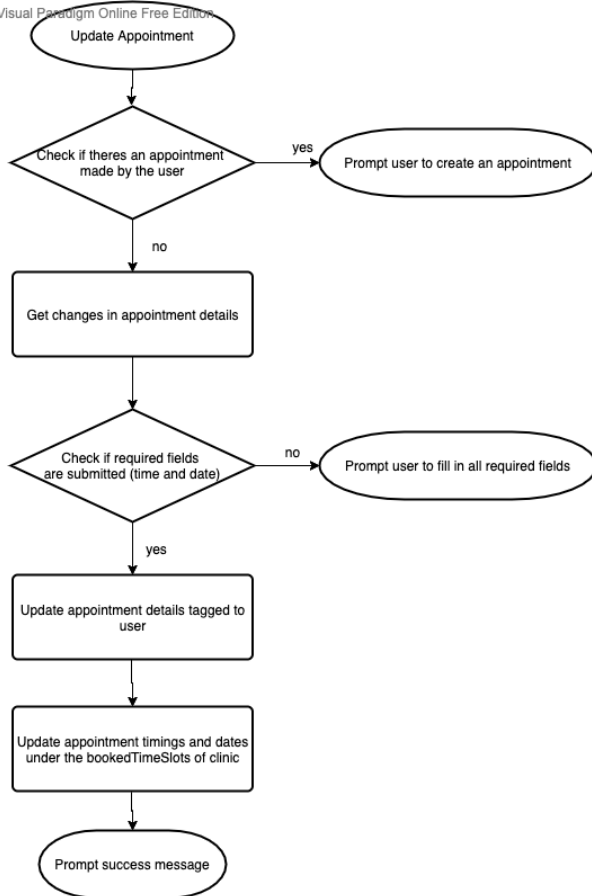 Visual Paradigm Online Free Edition
Update Appointment
Check if theres an appointment
made by the user
yes
Prompt user to create an appointment
no
Get changes in appointment details
Check if required fields
are submitted (time and date)
no
Prompt user to fill in all required fields
yes
Update appointment details tagged to
user
Update appointment timings and dates
under the bookedTimeSlots of clinic
Prompt success message